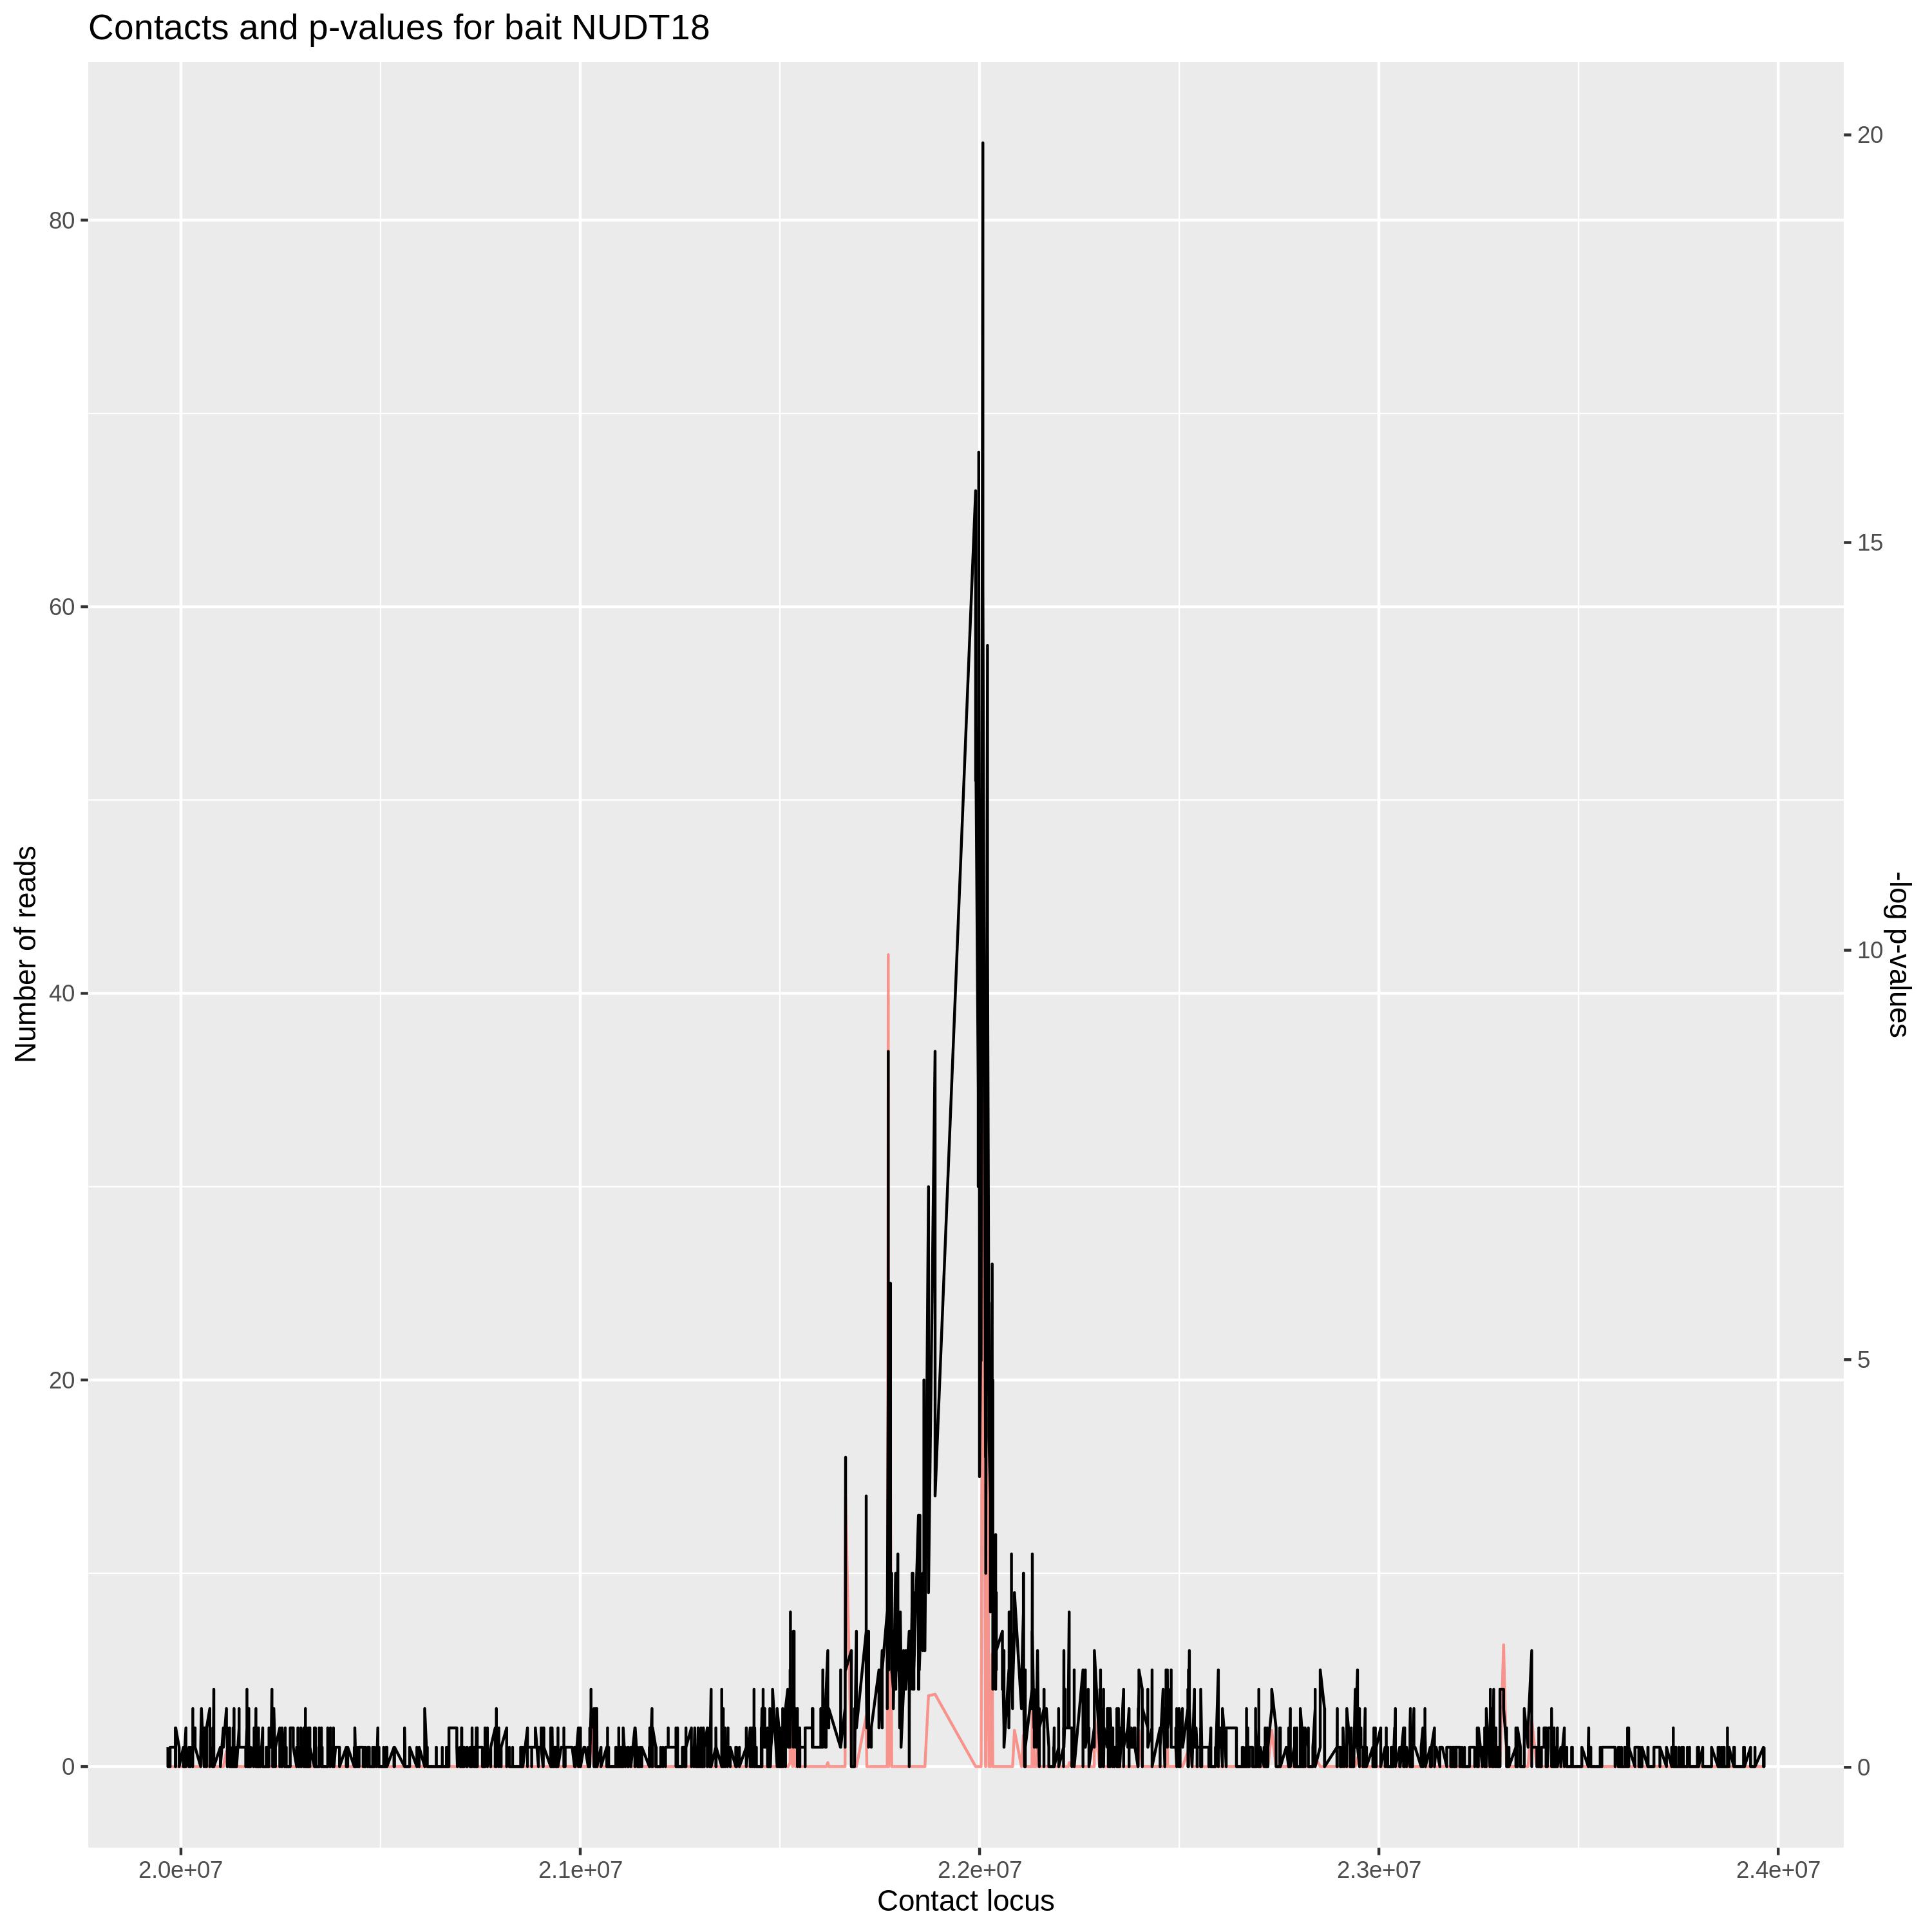 Contacts and p-values for bait NUDT18
Number of reads
80
60
40
20
0
20
15
10
5
0
-log p-values
2.0e+07
2.1e+07
2.2e+07
2.3e+07
2.4e+07
Contact locus